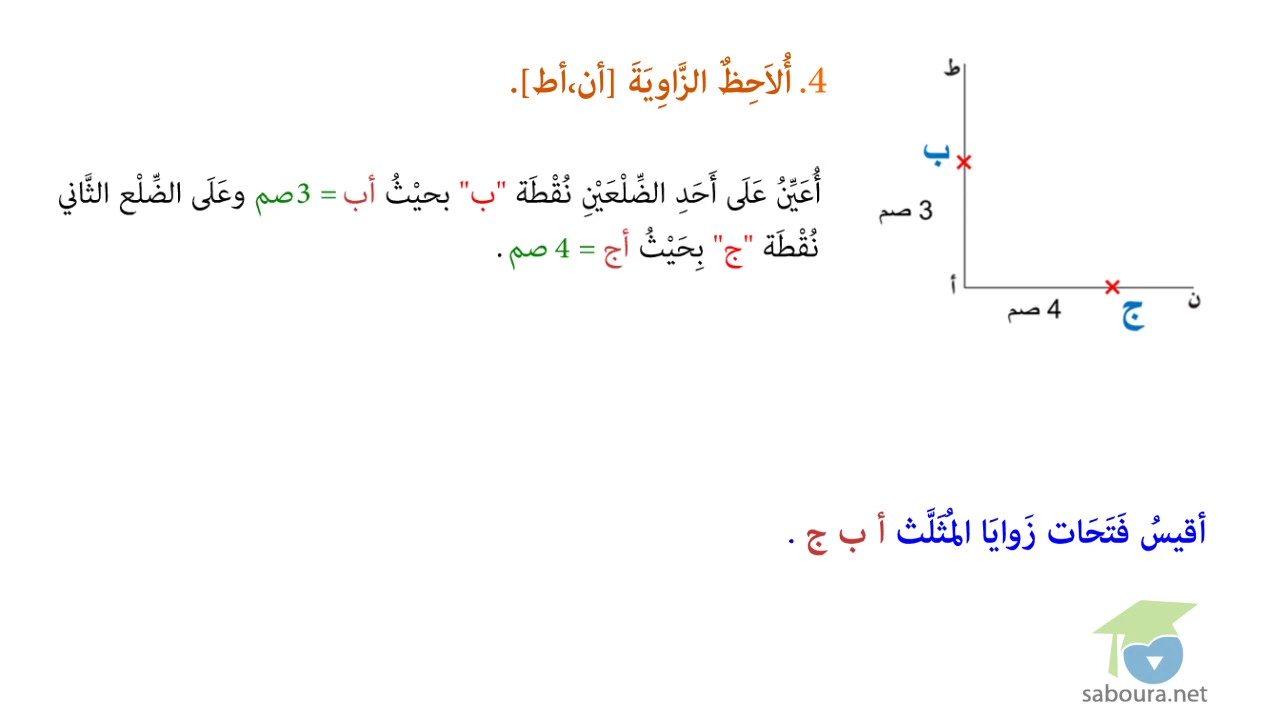 4. أُلاَحِظٌ الزَّاوِيَةَ [أن،أط].
أُعَيِّنُ عَلَى أَحَدِ الضِّلْعَيْنِ نُقْطَة "ب" بحيْثُ أب = 3صم وعَلَى الضِّلْع الثَّاني
نُقْطَة "ج" بِحَيْثُ أج = 4 صم .
ط
ب
3 صم
أ
ن
4 صم
ج
أقيسُ فَتَحَات زَوايَا المُثَلَّث أ ب ج .
saboura.net